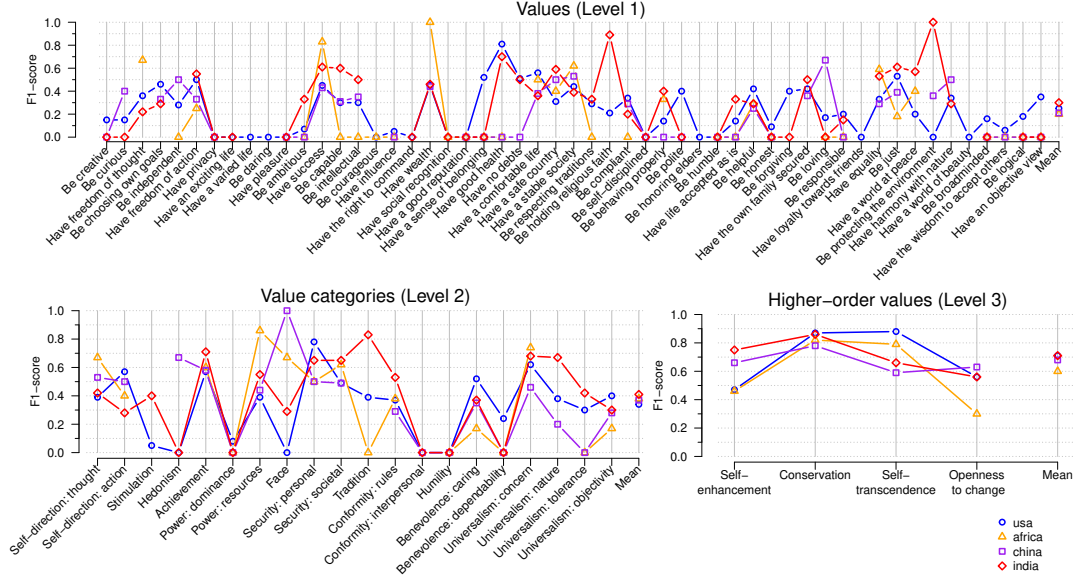 Values (Level 1)
F1−score
1.0
0.8
0.6
0.4
0.2
0.0
Be creative
Be curious
Have freedom of thought
Be choosing own goals
Be independent
Have freedom of action
Have privacy
Have an exciting life
Have a varied life
Be daring
Have pleasure
Be ambitious
Have success
Be capable
Be intellectual
Be courageous
Have influence
Have the right to command
Have wealth
Have social recognition
Have a good reputation
Have a sense of belonging
Have good health
Have no debts
Be neat and tidy
Have a comfortable life
Have a safe country
Have a stable society
Be respecting traditions
Be holding religious faith
Be compliant
Be self−disciplined
Be behaving properly
Be polite
Be honoring elders
Be humble
Have life accepted as is
Be helpful
Be honest
Be forgiving
Have the own family secured
Be loving
Be responsible
Have loyalty towards friends
Have equality
Be just
Have a world at peace
Be protecting the environment
Have harmony with nature
Have a world of beauty
Be broadminded
Have the wisdom to accept others
Be logical
Have an objective view
Mean
Value categories (Level 2)
F1−score
1.0
0.8
0.6
0.4
0.2
0.0
Self−direction: thought
Self−direction: action
Stimulation
Hedonism
Achievement
Power: dominance
Power: resources
Face
Security: personal
Security: societal
Tradition
Conformity: rules
Conformity: interpersonal
Humility
Benevolence: caring
Benevolence: dependability
Universalism: concern
Universalism: nature
Universalism: tolerance
Universalism: objectivity
Mean
Higher−order values (Level 3)
F1−score
1.0
0.8
0.6
0.4
0.2
0.0
Self−
enhancement
Conservation
Self−
transcendence
Openness
to change
Mean
usa
africa
china
india